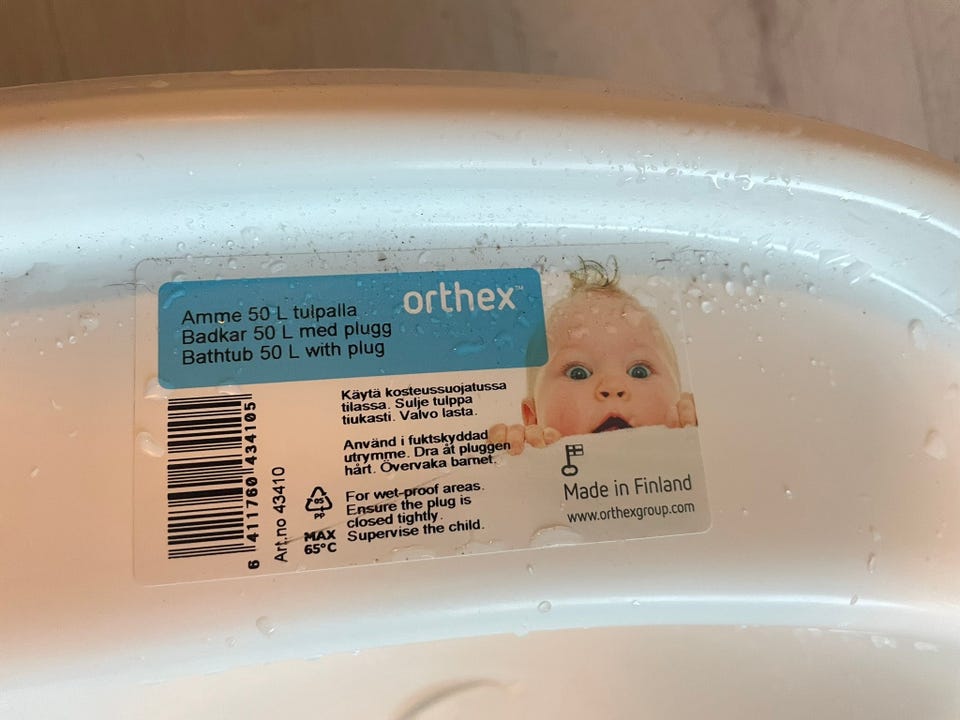 orthex™
Amme 50 L tulpalla
Badkar 50 L med plugg
Bathtub 50 L with plug
Käytä kosteussuojatussa
tilassa. Sulje tulppa
tiukasti. Valvo lasta.
Använd i fuktskyddad
utrymme. Dra åt pluggen
hårt. Övervaka barnet.
For wet-proof areas.
Ensure the plug is
closed tightly.
Supervise the child.
6 411760 434105
Art.no 43410
05
PP
MAX
65°C
Made in Finland
www.orthexgroup.com